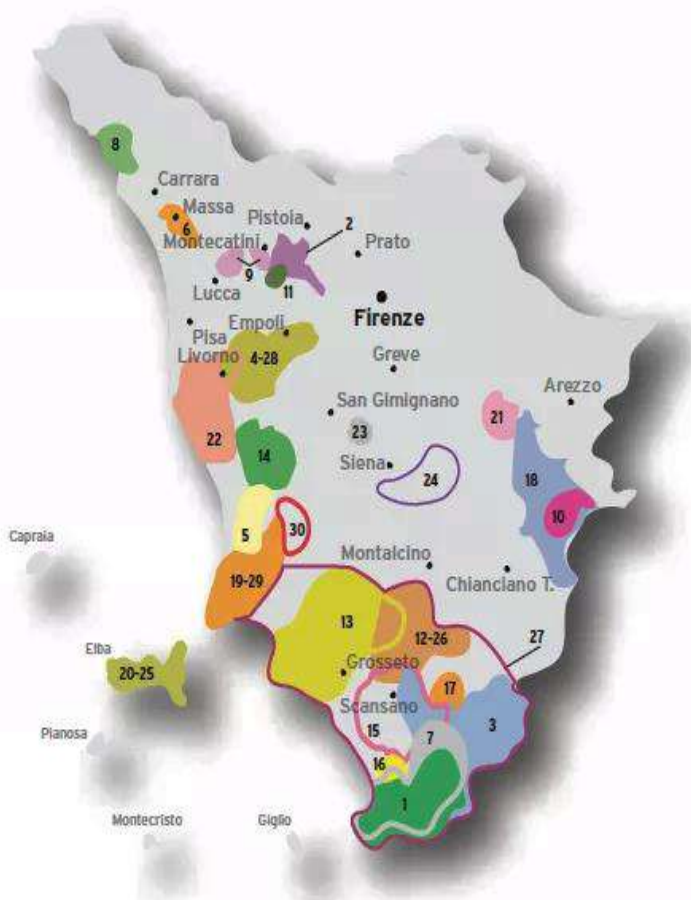 8
Carrara
Massa
6
Pistoia
2
Montecatini
Prato
9
11
Lucca
Firenze
Pisa
Empoli
Livorno
4-28
Greve
Arezzo
San Gimignano
21
22
23
14
Siena
24
18
10
5
30
Capraia
Montalcino
Chianciano T.
19-29
13
12-26
27
Elba
20-25
Grosseto
17
Scansano
3
15
7
Pianosa
16
1
Montecristo
Giglio